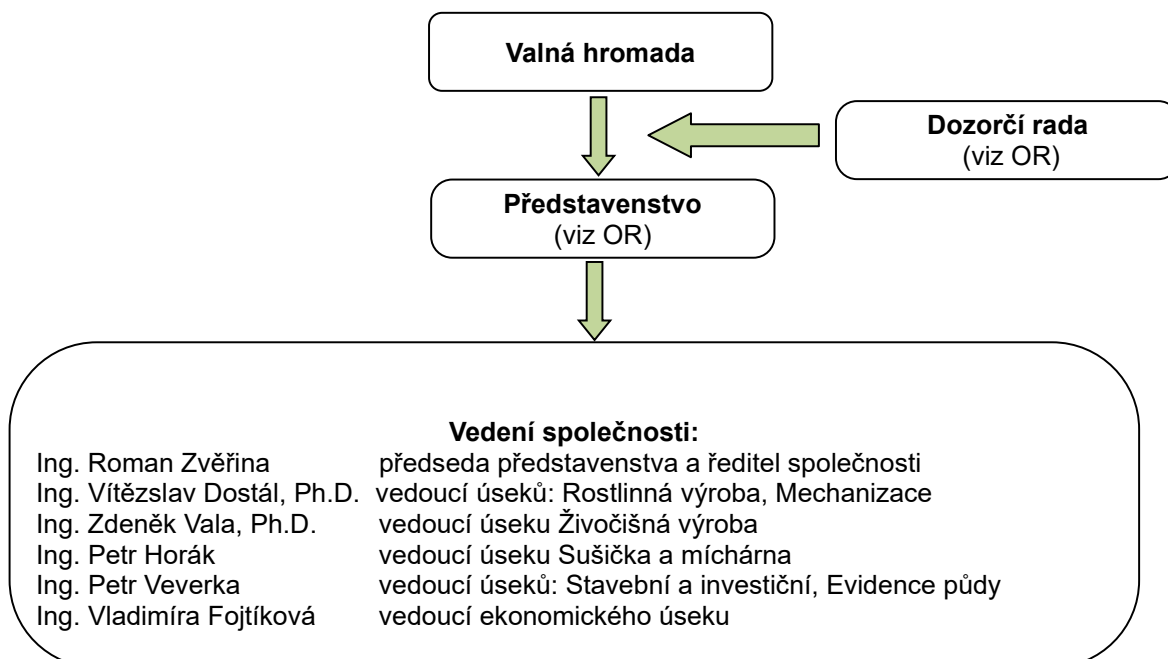 Valná hromada
Dozorčí rada
(viz OR)
Představenstvo
(viz OR)
Vedení společnosti:
Ing. Roman Zvěřina předseda představenstva a ředitel společnosti
Ing. Vítězslav Dostál, Ph.D. vedoucí úseků: Rostlinná výroba, Mechanizace
Ing. Zdeněk Vala, Ph.D. vedoucí úseku Živočišná výroba
Ing. Petr Horák vedoucí úseku Sušička a míchárna
Ing. Petr Veverka vedoucí úseků: Stavební a investiční, Evidence půdy
Ing. Vladimíra Fojtíková vedoucí ekonomického úseku